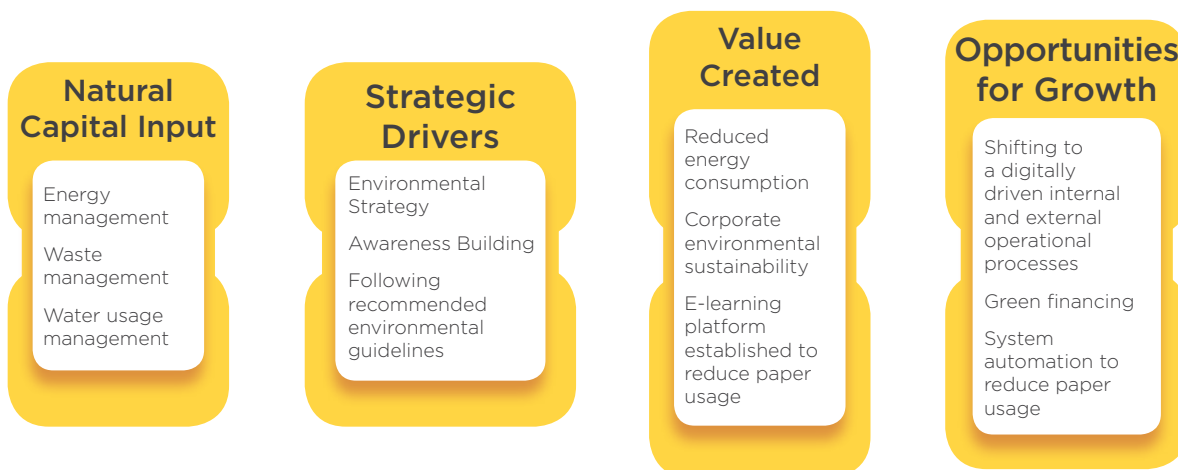 Natural
Capital Input
Energy
management
Waste
management
Water usage
management
Strategic
Drivers
Environmental
Strategy
Awareness Building
Following
recommended
environmental
guidelines
Value
Created
Reduced
energy
consumption
Corporate
environmental
sustainability
E-learning
platform
established to
reduce paper
usage
Opportunities
for Growth
Shifting to
a digitally
driven internal
and external
operational
processes
Green financing
System
automation to
reduce paper
usage